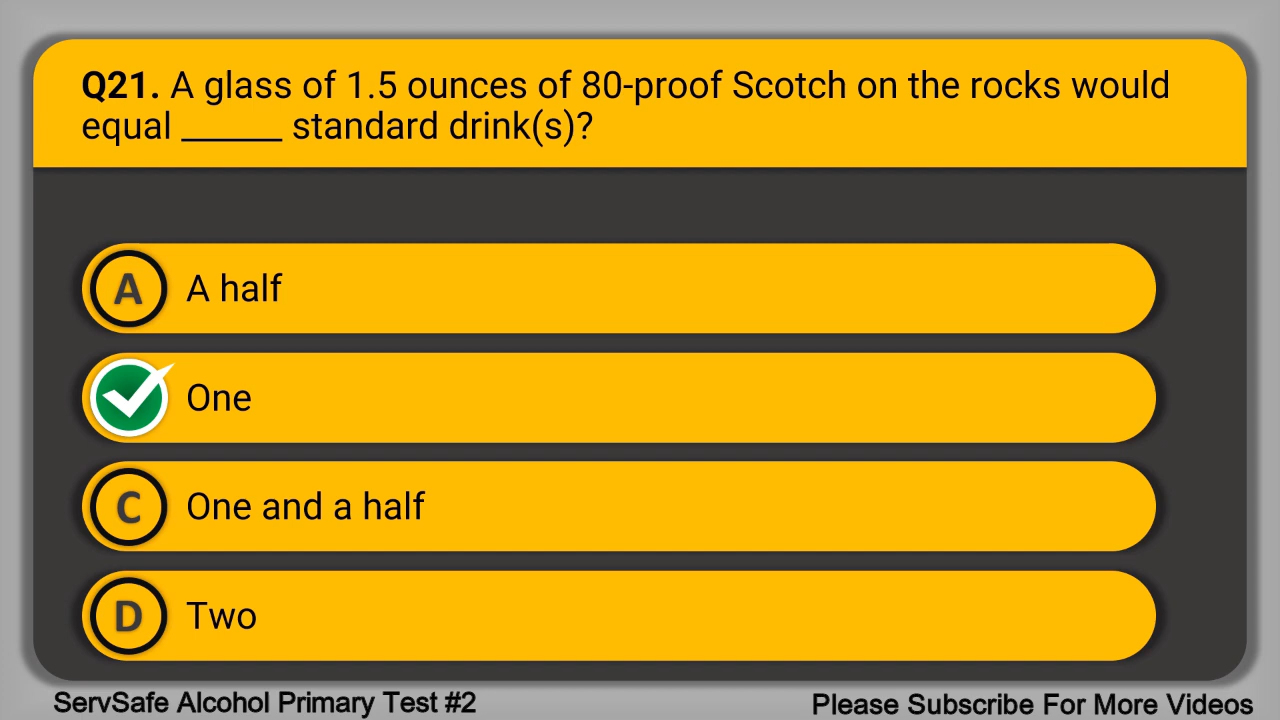 Q21. A glass of 1.5 ounces of 80-proof Scotch on the rocks would
equal ______ standard drink(s)?
A A half
One
C One and a half
D Two
ServSafe Alcohol Primary Test #2
Please Subscribe For More Videos